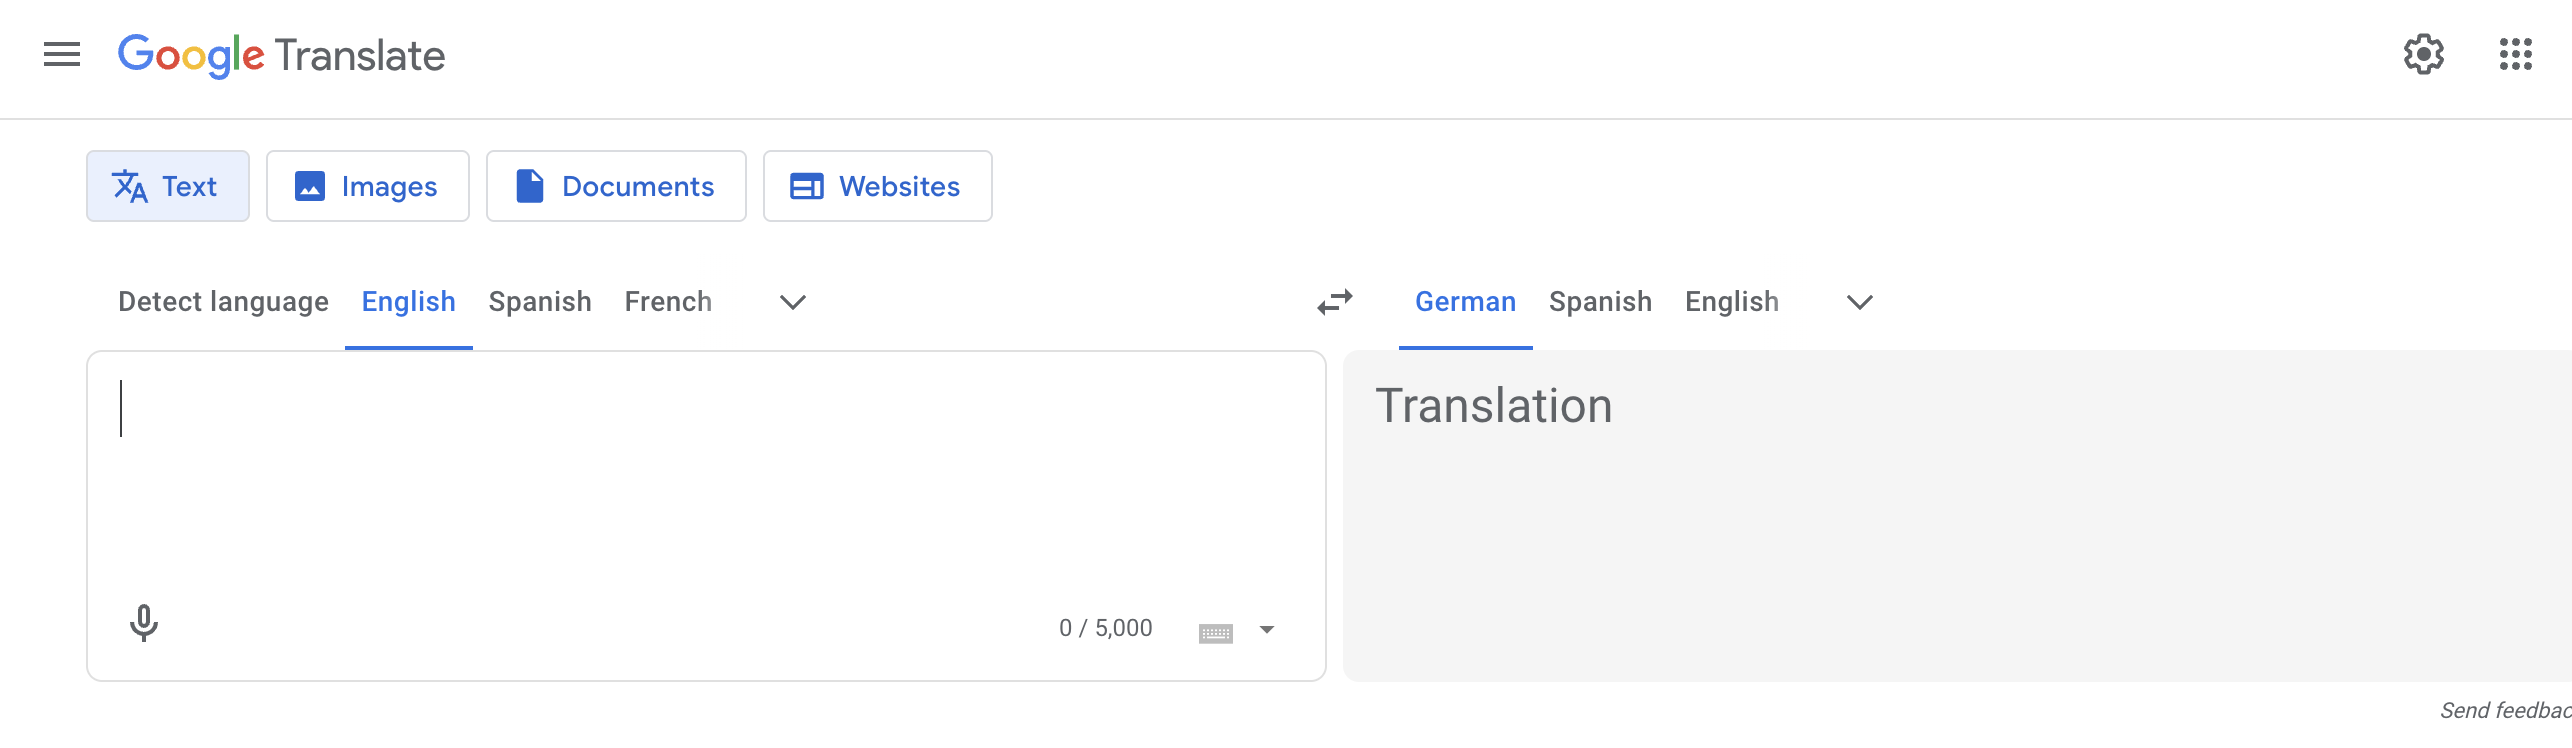 Google Translate
Text Images Documents Websites
Detect language English Spanish French German Spanish English
Translation
0 / 5,000
Send feedbac